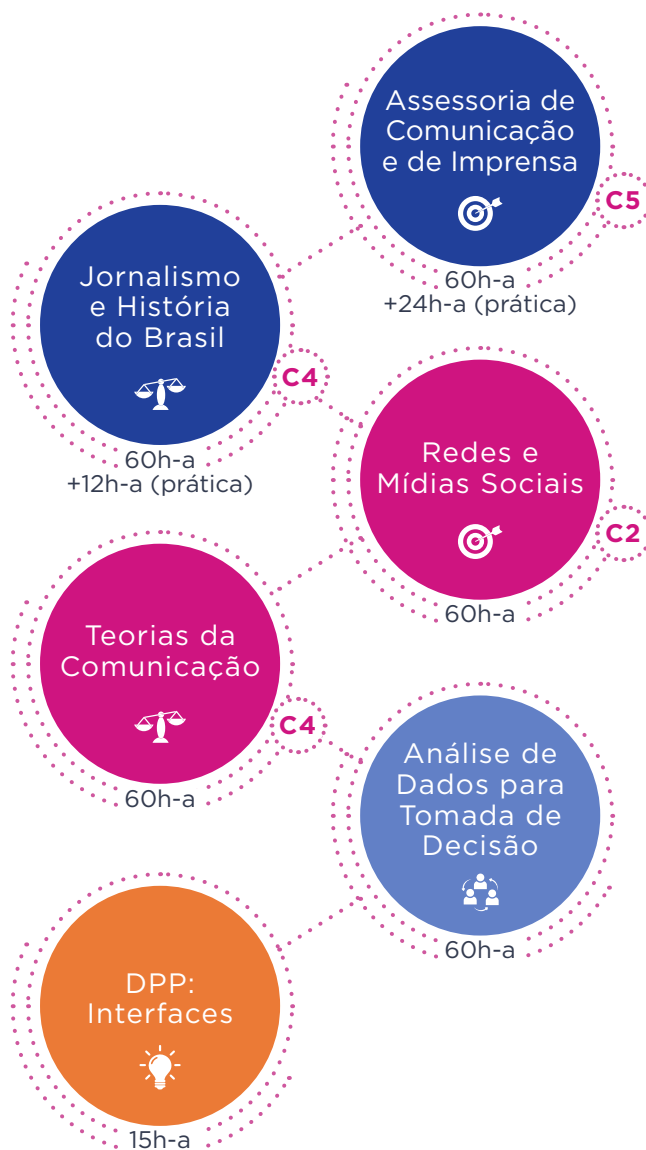 Assessoria de
Comunicação
e de Imprensa
C5
60h-a
+24h-a (prática)
Jornalismo
e História
do Brasil
C4
60h-a
+12h-a (prática)
Redes e
Mídias Sociais
C2
60h-a
Teorias da
Comunicação
C4
60h-a
Análise de
Dados para
Tomada de
Decisão
60h-a
DPP:
Interfaces
15h-a